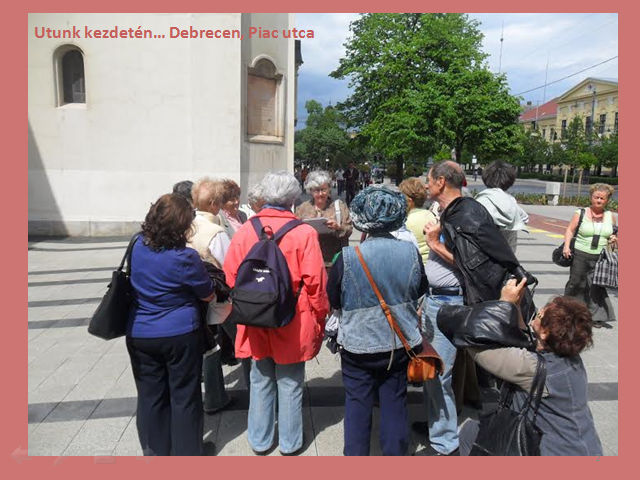 Utunk kezdetén… Debrecen, Piac utca